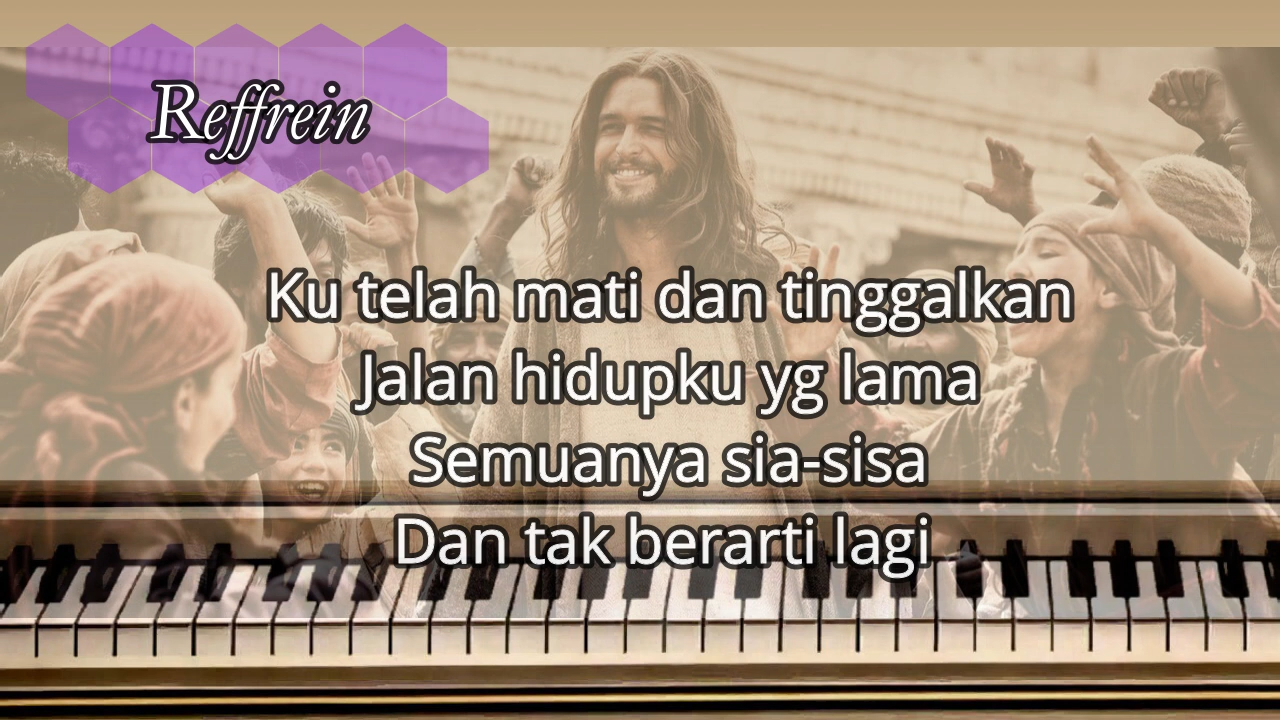 Reffrein
Ku telah mati dan tinggalkan
Jalan hidupku yg lama
Semuanya sia-sisa
Dan tak berarti lagi